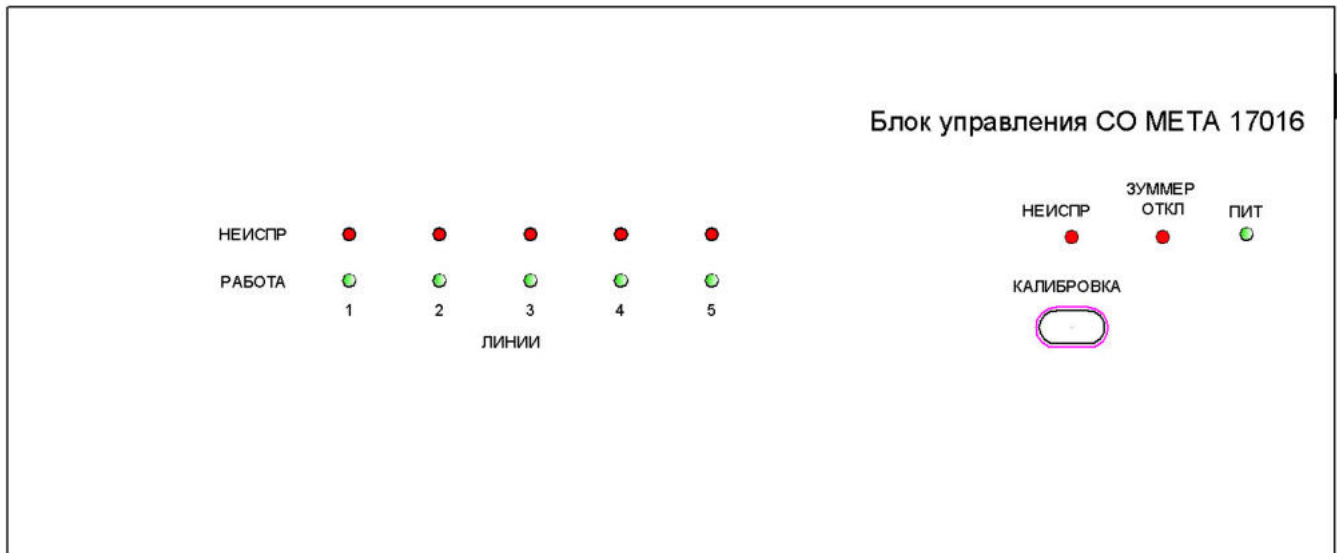 Блок управления СО МЕТА 17016
НЕИСПР
ЗУММЕР
ОТКЛ
ПИТ
НЕИСПР
РАБОТА
КАЛИБРОВКА
1 2 3 4 5
ЛИНИИ